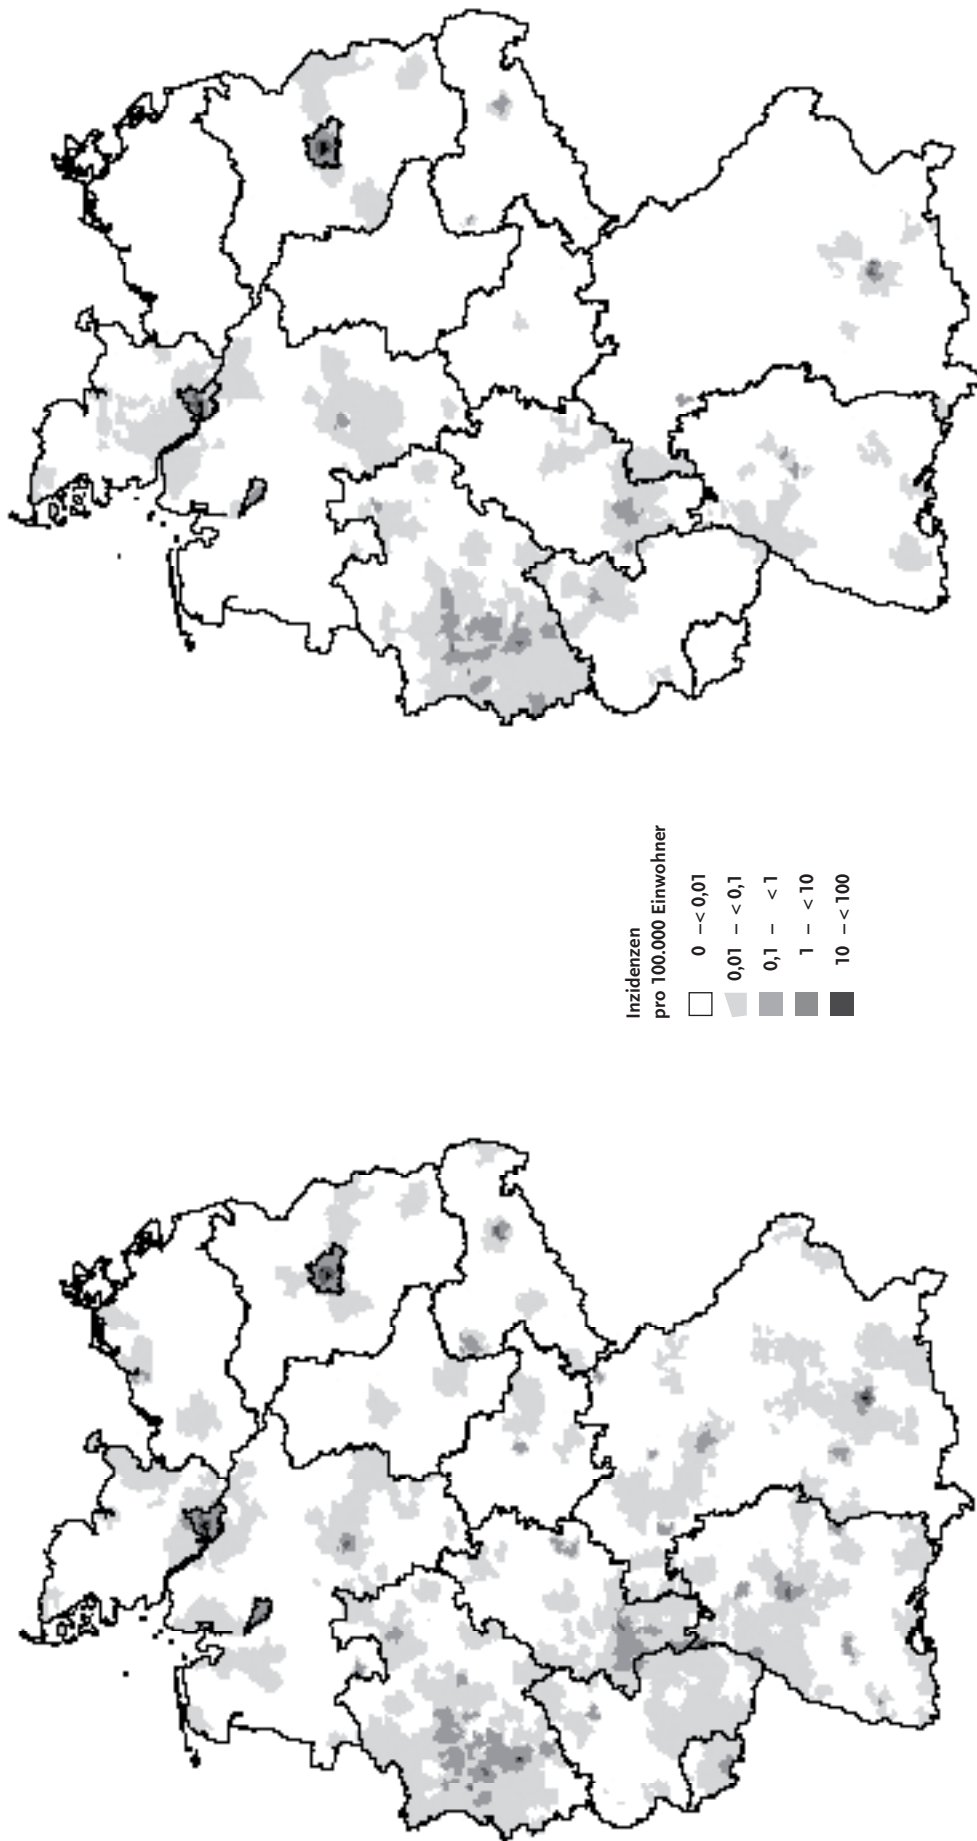 Inzidenzen
pro 100.000 Einwohner
0 –< 0,01
0,01 – < 0,1
0,1 – < 1
1 – < 10
10 – < 100